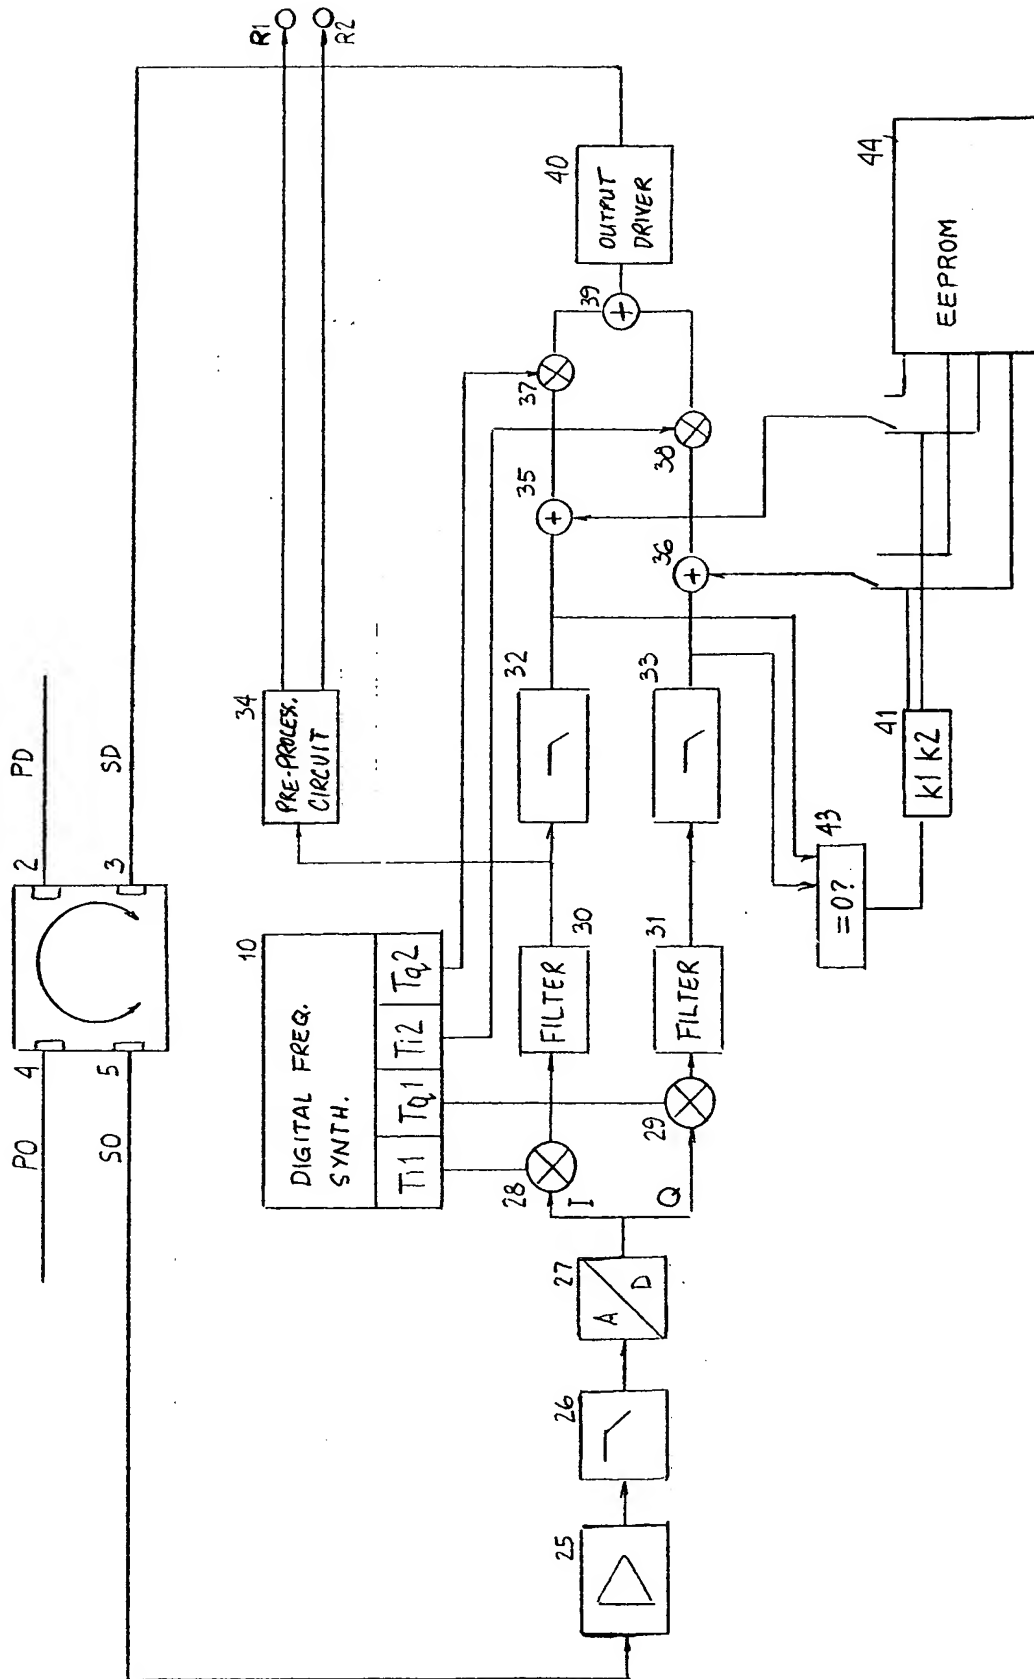 R1
R2
PD
2
SD
3
PO
4
SO
5
34
PRE-PROCESS.
CIRCUIT
10
DIGITAL FREQ.
SYNTH.
Ti1
Tq1
Ti2
Tq2
25
26
27
A
D
I
Q
28
29
30
FILTER
31
FILTER
32
33
35
36
37
38
39
40
OUTPUT
DRIVER
43
=0?
41
k1 k2
44
EEPROM